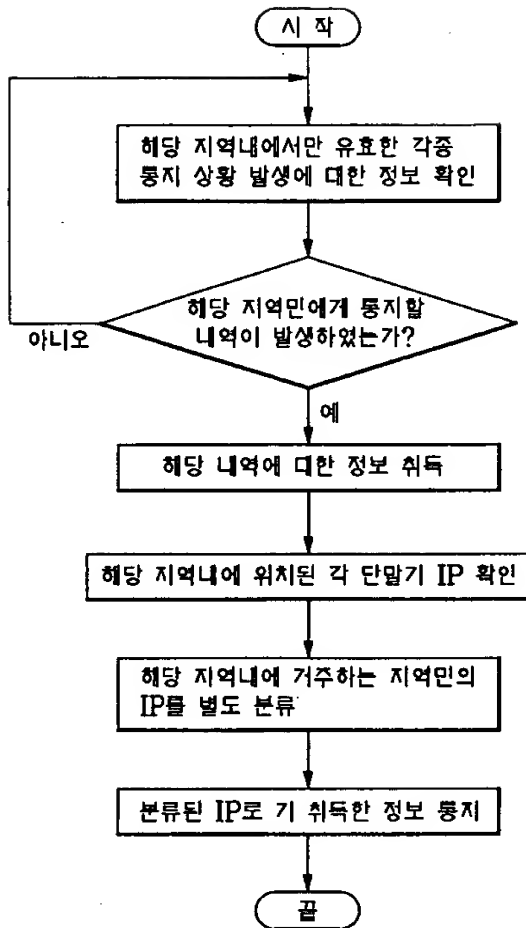 시 작
해당 지역내에서만 유효한 각종
통지 상황 발생에 대한 정보 확인
해당 지역민에게 통지할
내역이 발생하였는가?
아니오
예
해당 내역에 대한 정보 취득
해당 지역내에 위치된 각 단말기 IP 확인
해당 지역내에 거주하는 지역민의
IP를 별도 분류
분류된 IP로 기 취득한 정보 통지
끝